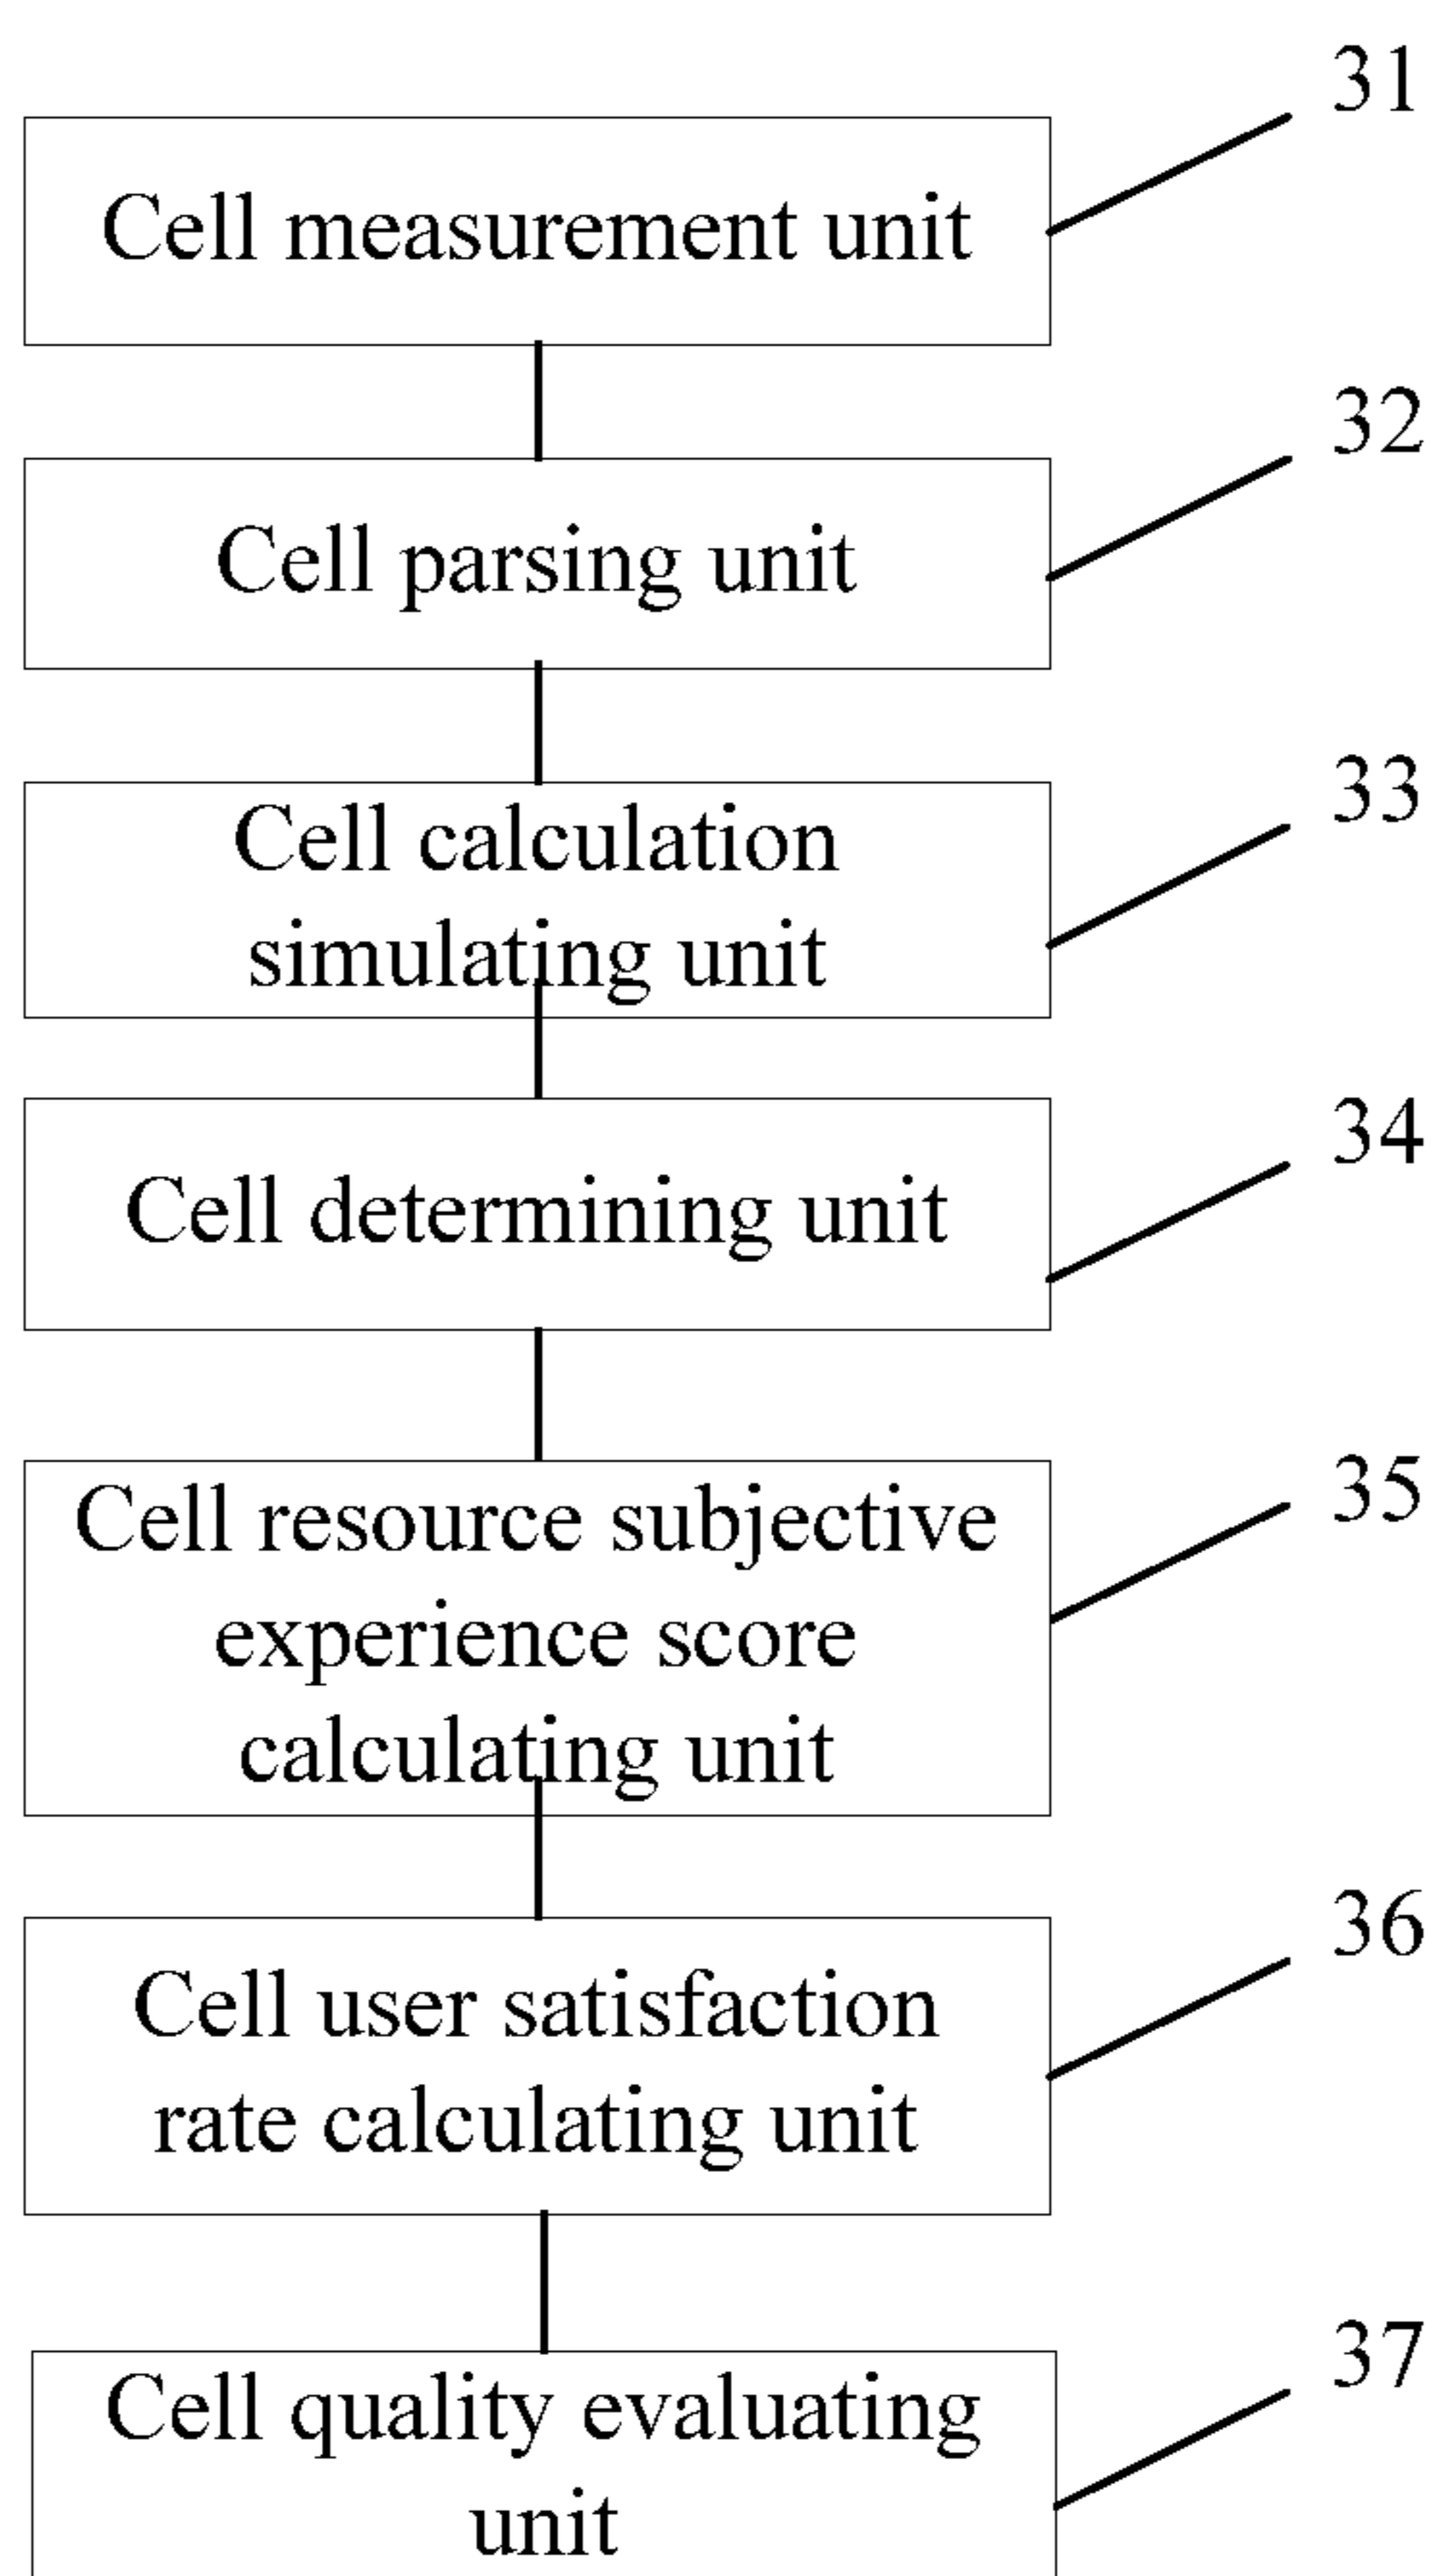 31
Cell measurement unit
32
Cell parsing unit
33
Cell calculation
simulating unit
34
Cell determining unit
35
Cell resource subjective
experience score
calculating unit
36
Cell user satisfaction
rate calculating unit
37
Cell quality evaluating
unit